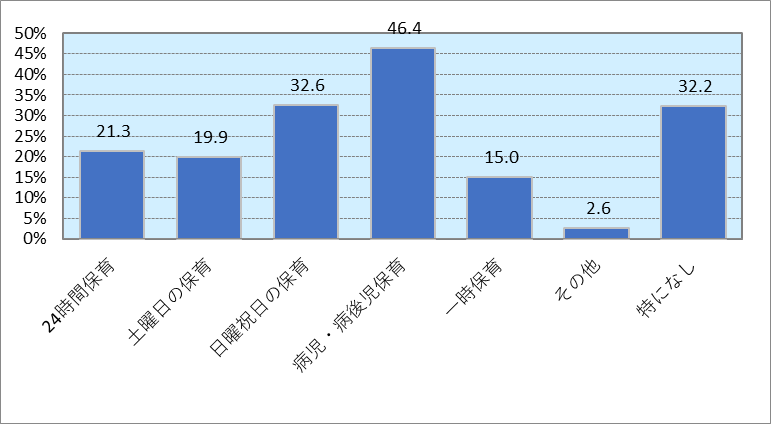 50%
45%
40%
35%
30%
25%
20%
15%
10%
5%
0%
21.3
19.9
32.6
46.4
15.0
2.6
32.2
24時間保育
土曜日の保育
日曜祝日の保育
病児・病後児保育
一時保育
その他
特になし